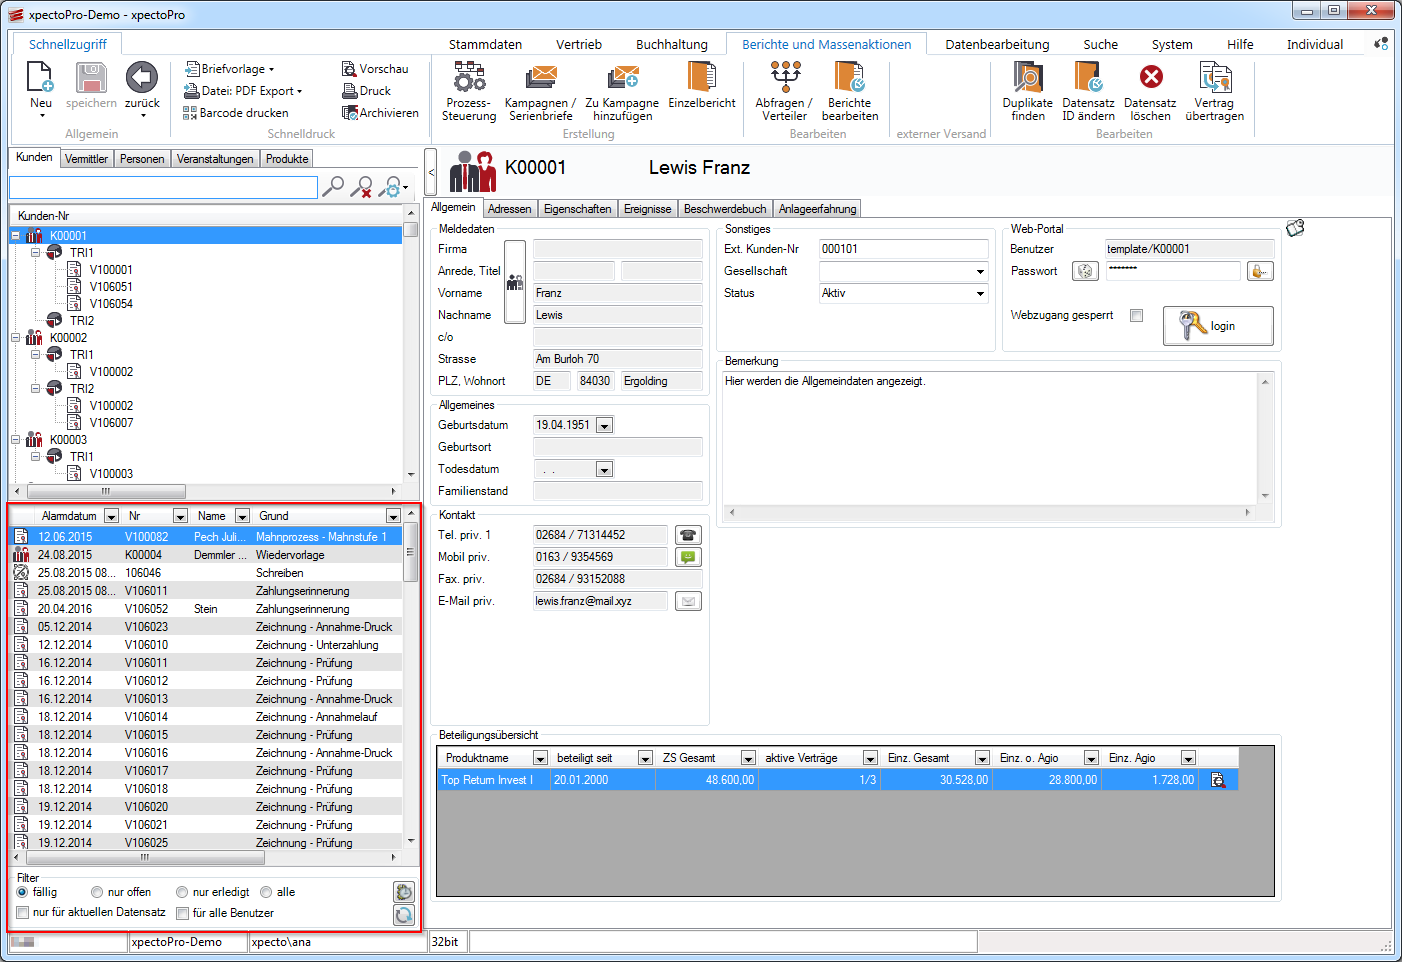 xpectoPro-Demo - xpectoPro
Schnellzugriff
Stammdaten
Vertrieb
Buchhaltung
Berichte und Massenaktionen
Datenbearbeitung
Suche
System
Hilfe
Individual
Neu
speichern
zurück
Allgemein
Briefvorlage
Datei: PDF Export
Barcode drucken
Vorschau
Druck
Archivieren
Schnelldruck
Prozess-
Steuerung
Kampagnen /
Serienbriefe
Zu Kampagne
hinzufügen
Einzelbericht
Erstellung
Abfragen /
Verteiler
Berichte
bearbeiten
Bearbeiten
externer Versand
Duplikate
finden
Datensatz
ID ändern
Datensatz
löschen
Vertrag
übertragen
Bearbeiten
Kunden
Vermittler
Personen
Veranstaltungen
Produkte
Kunden-Nr
K00001
TRI1
V100001
V106051
V106054
TRI2
K00002
TRI1
V100002
TRI2
V100002
V106007
K00003
TRI1
V100003
Alarmdatum Nr Name Grund
12.06.2015 V100082 Pech Juli... Mahnprozess - Mahnstufe 1
24.08.2015 K00004 Demmler ... Wiedervorlage
25.08.2015 08... 106046 Schreiben
25.08.2015 08... V106011 Zahlungserinnerung
20.04.2016 V106052 Stein Zahlungserinnerung
05.12.2014 V106023 Zeichnung - Annahme-Druck
12.12.2014 V106010 Zeichnung - Unterzahlung
16.12.2014 V106011 Zeichnung - Prüfung
16.12.2014 V106012 Zeichnung - Prüfung
16.12.2014 V106013 Zeichnung - Annahme-Druck
18.12.2014 V106014 Zeichnung - Annahmelauf
18.12.2014 V106015 Zeichnung - Prüfung
18.12.2014 V106016 Zeichnung - Annahme-Druck
18.12.2014 V106017 Zeichnung - Prüfung
18.12.2014 V106018 Zeichnung - Prüfung
19.12.2014 V106020 Zeichnung - Prüfung
19.12.2014 V106021 Zeichnung - Prüfung
19.12.2014 V106025 Zeichnung - Prüfung
Filter
fällig nur offen nur erledigt alle
nur für aktuellen Datensatz für alle Benutzer
<
K00001 Lewis Franz
Allgemein
Adressen
Eigenschaften
Ereignisse
Beschwerdebuch
Anlageerfahrung
Meldedaten
Firma
Anrede, Titel
Vorname Franz
Nachname Lewis
c/o
Strasse Am Burloh 70
PLZ, Wohnort DE 84030 Ergolding
Allgemeines
Geburtsdatum 19.04.1951
Geburtsort
Todesdatum . .
Familienstand
Kontakt
Tel. priv. 1 02684 / 71314452
Mobil priv. 0163 / 9354569
Fax. priv. 02684 / 93152088
E-Mail priv. lewis.franz@mail.xyz
Sonstiges
Ext. Kunden-Nr 000101
Gesellschaft
Status Aktiv
Web-Portal
Benutzer template/K00001
Passwort *******
Webzugang gesperrt
login
Bemerkung
Hier werden die Allgemeindaten angezeigt.
Beteiligungsübersicht
Produktname beteiligt seit ZS Gesamt aktive Verträge Einz. Gesamt Einz. o. Agio Einz. Agio
Top Return Invest I 20.01.2000 48.600,00 1/3 30.528,00 28.800,00 1.728,00
xpectoPro-Demo
xpecto\ana
32bit